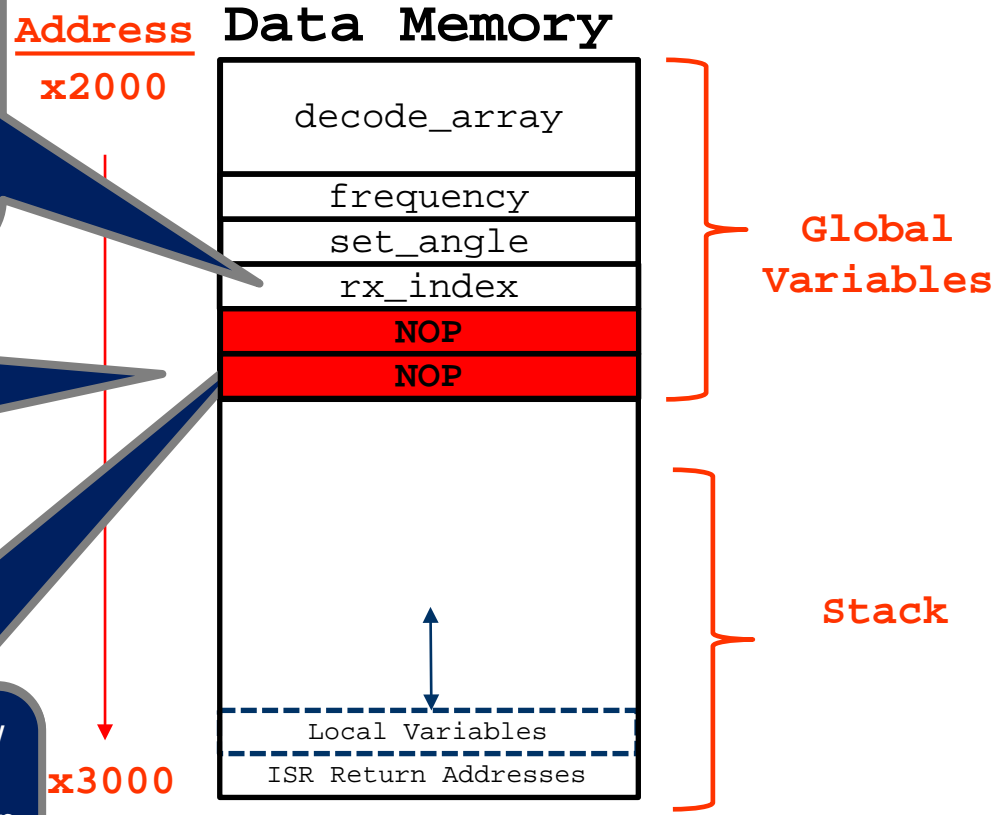 Address
Data Memory
x2000
decode_array
frequency
set_angle
rx_index
NOP
NOP
Global
Variables
Stack
Local Variables
ISR Return Addresses
x3000